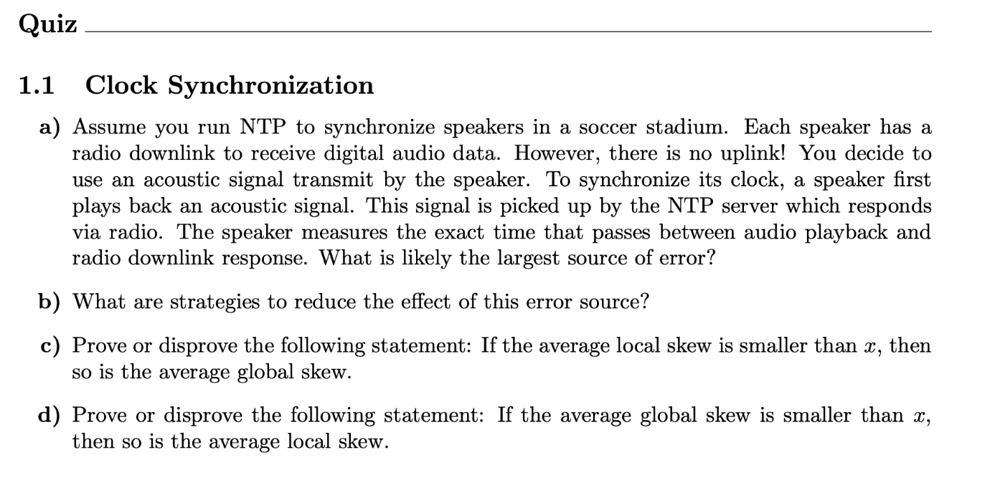 Quiz
1.1 Clock Synchronization
a) Assume you run NTP to synchronize speakers in a soccer stadium. Each speaker has a
radio downlink to receive digital audio data. However, there is no uplink! You decide to
use an acoustic signal transmit by the speaker. To synchronize its clock, a speaker first
plays back an acoustic signal. This signal is picked up by the NTP server which responds
via radio. The speaker measures the exact time that passes between audio playback and
radio downlink response. What is likely the largest source of error?
b) What are strategies to reduce the effect of this error source?
c) Prove or disprove the following statement: If the average local skew is smaller than x, then
so is the average global skew.
d) Prove or disprove the following statement: If the average global skew is smaller than x,
then so is the average local skew.